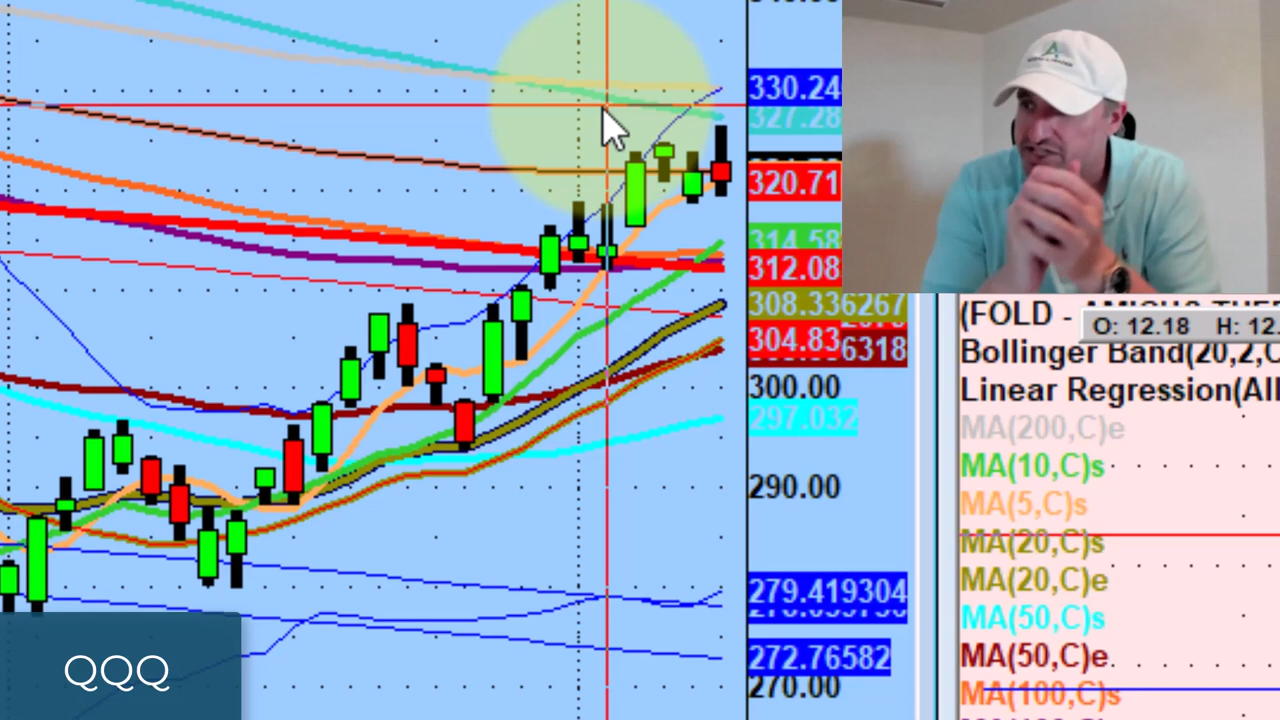 330.24
327.28
320.71
314.58
312.08
308.336267
304.83
6318
300.00
297.032
290.00
279.419304
272.76582
270.00
QQQ
(FOLD -
O: 12.18 H: 12.
Bollinger Band(20,2,C
Linear Regression(All
MA(200,C)e
MA(10,C)s
MA(5,C)s
MA(20,C)s
MA(20,C)e
MA(50,C)s
MA(50,C)e
MA(100,C)s